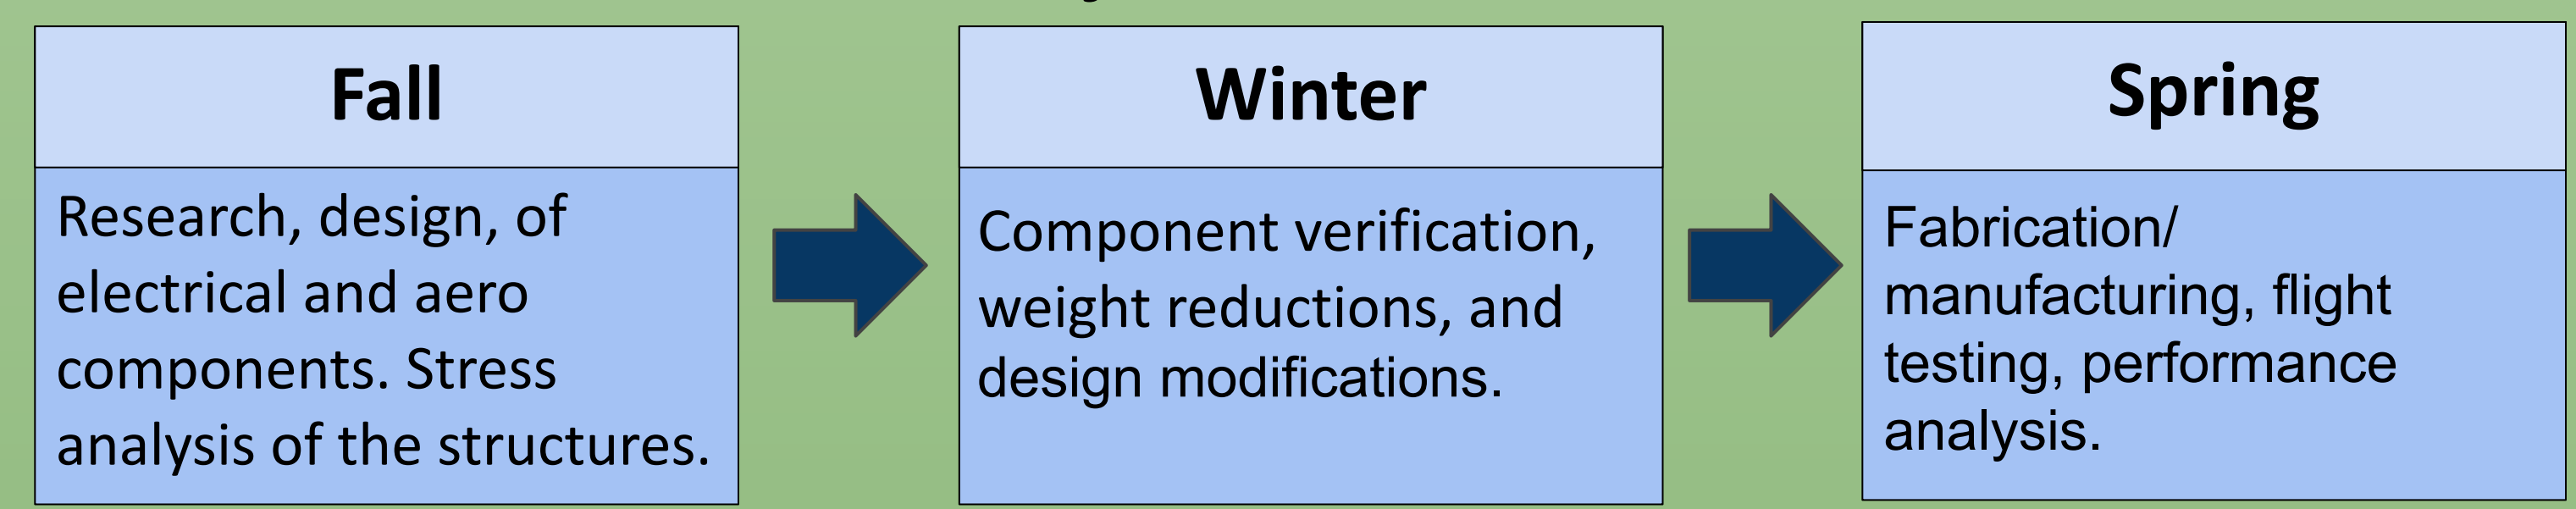 Fall
Research, design, of
electrical and aero
components. Stress
analysis of the structures.
Winter
Component verification,
weight reductions, and
design modifications.
Spring
Fabrication/
manufacturing, flight
testing, performance
analysis.